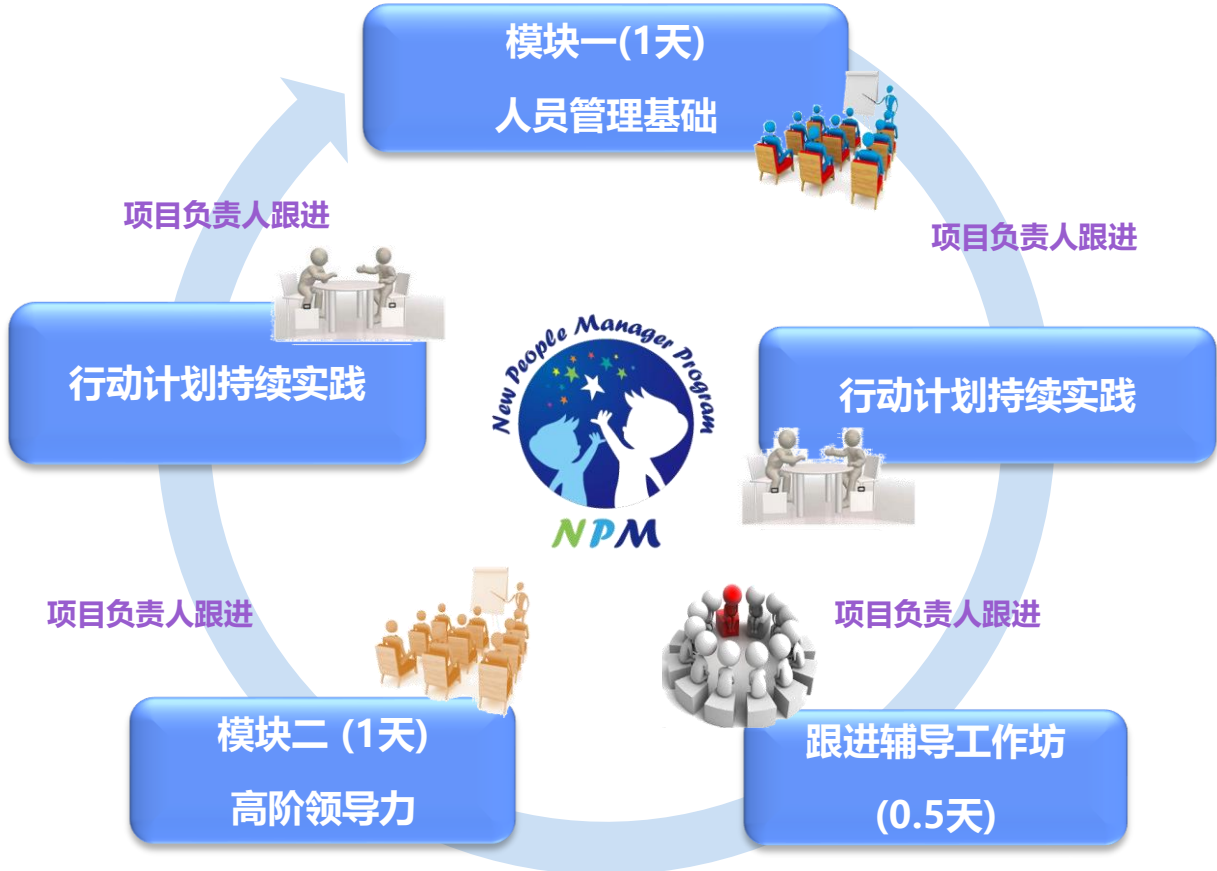 模块一(1天)
人员管理基础
项目负责人跟进
项目负责人跟进
行动计划持续实践
行动计划持续实践
New People Manager Program
NPM
项目负责人跟进
项目负责人跟进
模块二 (1天)
高阶领导力
跟进辅导工作坊
(0.5天)